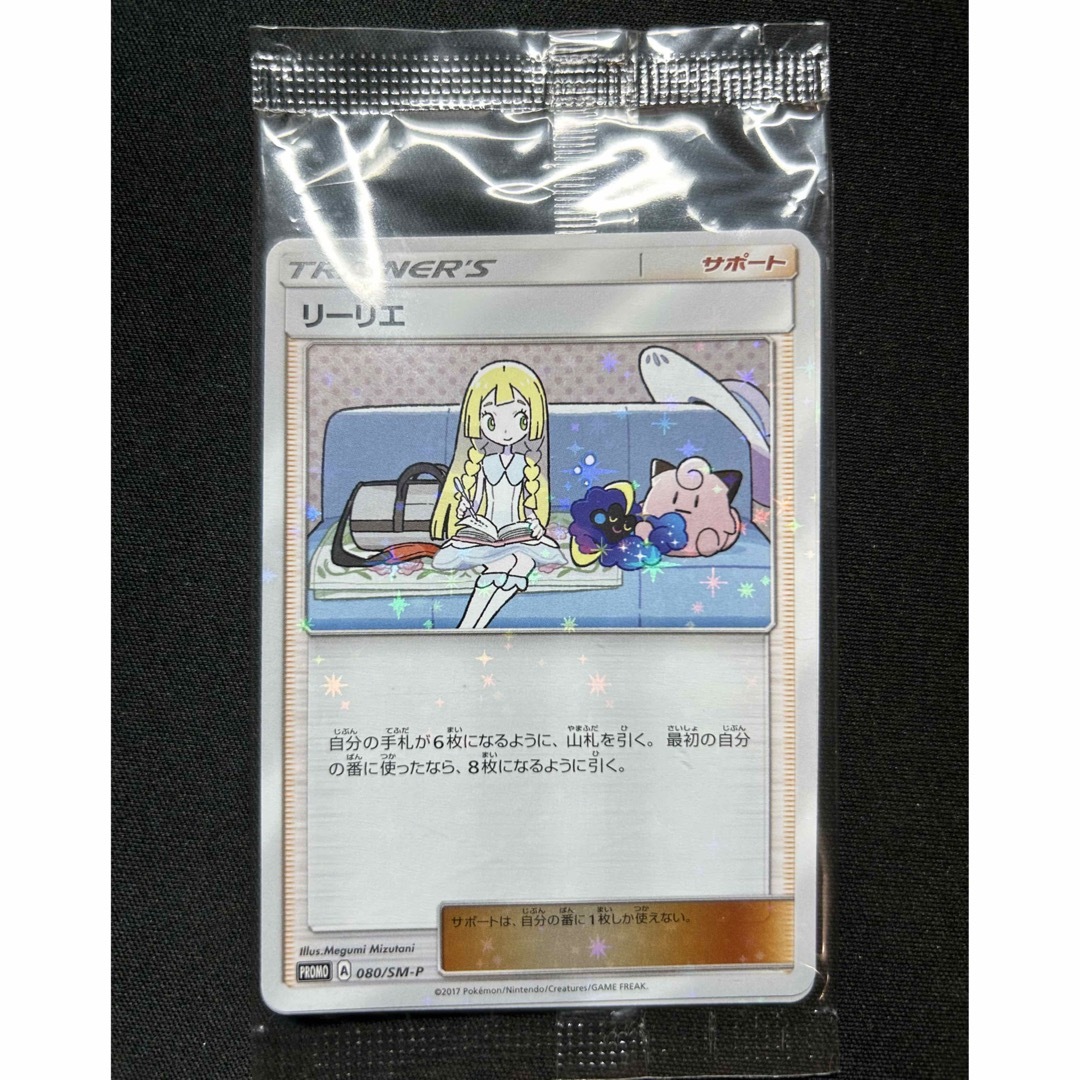 TRAINER'S
サポート
リーリエ
自分の手札が6枚になるように、山札を引く。最初の自分
の番に使ったなら、8枚になるように引く。
サポートは、自分の番に1枚しか使えない。
Illus.Megumi Mizutani
PROMO A 080/SM-P
©2017 Pokémon/Nintendo/Creatures/GAME FREAK.